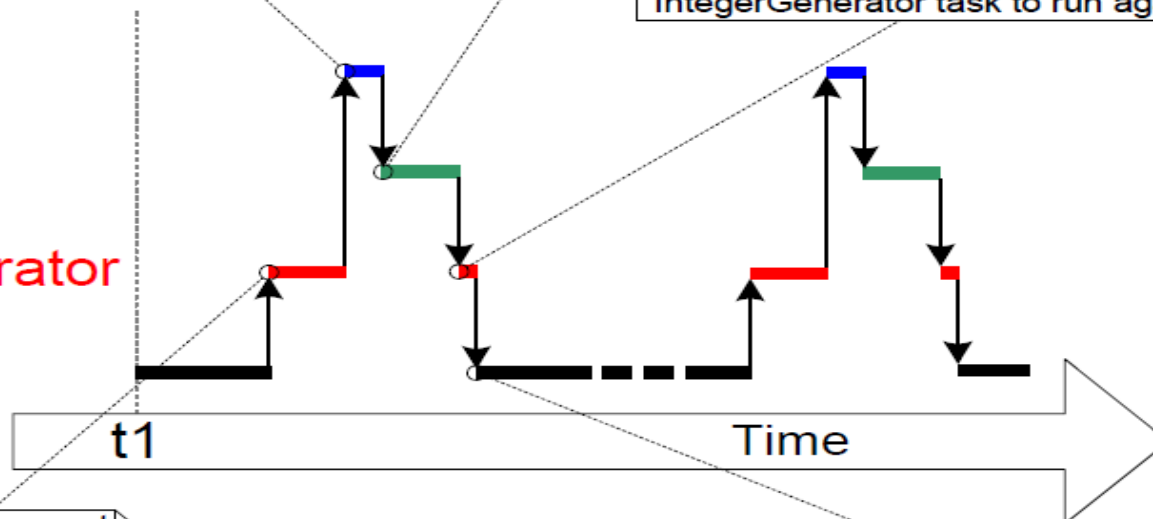 IntegerGenerator task to run ag
rator
t1
Time